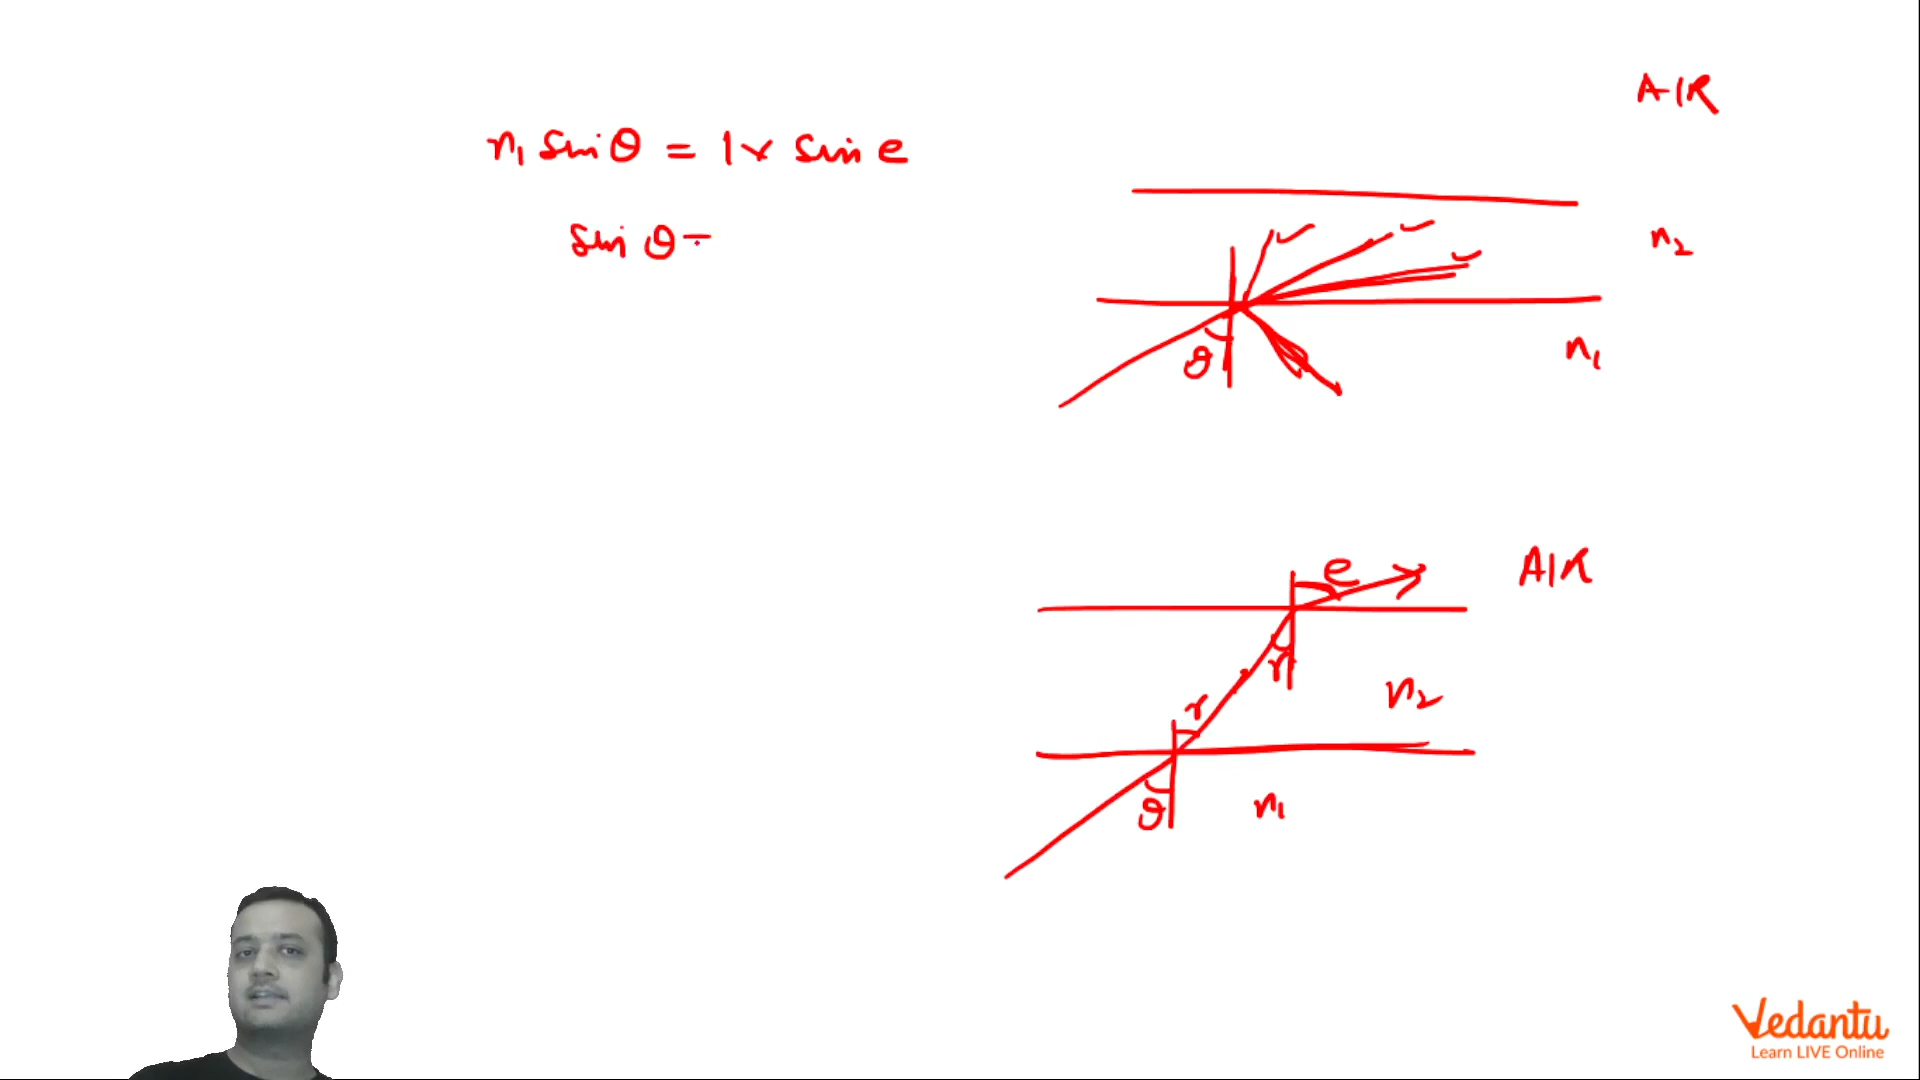 n₁ sin θ = 1 × sin e
sin θ =
AIR
n₂
n₁
θ
e
AIR
r
n₂
r
θ
n₁
Vedantu
Learn LIVE Online